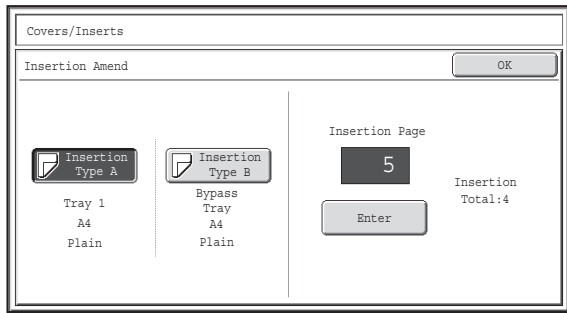 Covers/Inserts
Insertion Amend
OK
Insertion
Type A
Tray 1
A4
Plain
Insertion
Type B
Bypass
Tray
A4
Plain
Insertion Page
5
Enter
Insertion
Total:4